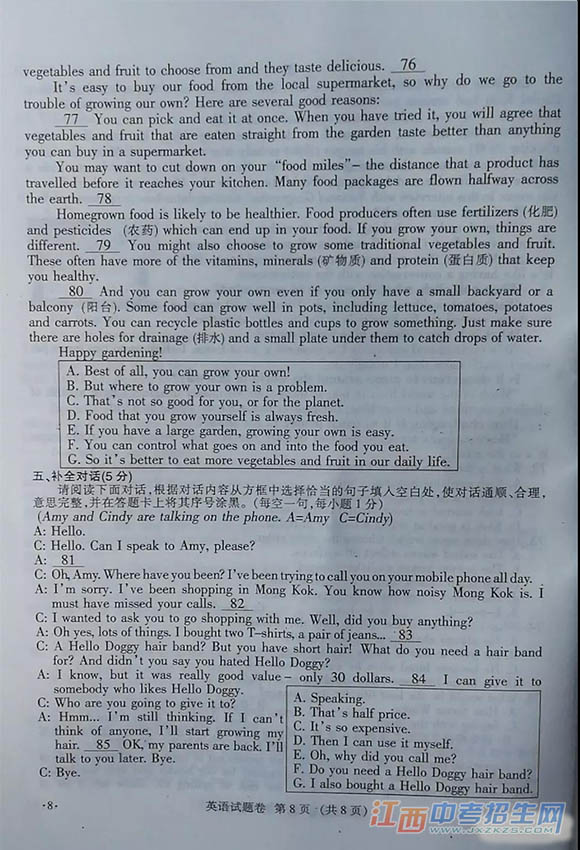 vegetables and fruit to choose from and they taste delicious. 76
It's easy to buy our food from the local supermarket, so why do we go to the
trouble of growing our own? Here are several good reasons:
77 You can pick and eat it at once. When you have tried it, you will agree that
vegetables and fruit that are eaten straight from the garden taste better than anything
you can buy in a supermarket.
You may want to cut down on your "food miles"– the distance that a product has
travelled before it reaches your kitchen. Many food packages are flown halfway across
the earth. 78
Homegrown food is likely to be healthier. Food producers often use fertilizers (化肥)
and pesticides (农药) which can end up in your food. If you grow your own, things are
different. 79 You might also choose to grow some traditional vegetables and fruit.
These often have more of the vitamins, minerals (矿物质) and protein (蛋白质) that keep
you healthy.
80 And you can grow your own even if you only have a small backyard or a
balcony (阳台). Some food can grow well in pots, including lettuce, tomatoes, potatoes
and carrots. You can recycle plastic bottles and cups to grow something. Just make sure
there are holes for drainage (排水) and a small plate under them to catch drops of water.
Happy gardening!
A. Best of all, you can grow your own!
B. But where to grow your own is a problem.
C. That's not so good for you, or for the planet.
D. Food that you grow yourself is always fresh.
E. If you have a large garden, growing your own is easy.
F. You can control what goes on and into the food you eat.
G. So it's better to eat more vegetables and fruit in our daily life.
五、补全对话(5分)
请阅读下面对话,根据对话内容从方框中选择恰当的句子填入空白处,使对话通顺、合理,
意思完整,并在答题卡上将其序号涂黑。(每空一句,每小题1分)
(Amy and Cindy are talking on the phone. A=Amy C=Cindy)
A: Hello.
C: Hello. Can I speak to Amy, please?
A: 81
C: Oh, Amy. Where have you been? I've been trying to call you on your mobile phone all day.
A: I'm sorry. I've been shopping in Mong Kok. You know how noisy Mong Kok is. I
must have missed your calls. 82
C: I wanted to ask you to go shopping with me. Well, did you buy anything?
A: Oh yes, lots of things. I bought two T-shirts, a pair of jeans... 83
C: A Hello Doggy hair band? But you have short hair! What do you need a hair band
for? And didn't you say you hated Hello Doggy?
A: I know, but it was really good value – only 30 dollars. 84 I can give it to
somebody who likes Hello Doggy.
C: Who are you going to give it to?
A: Hmm... I'm still thinking. If I can't
think of anyone, I'll start growing my
hair. 85 OK, my parents are back. I'll
talk to you later. Bye.
C: Bye.
A. Speaking.
B. That's half price.
C. It's so expensive.
D. Then I can use it myself.
E. Oh, why did you call me?
F. Do you need a Hello Doggy hair band?
G. I also bought a Hello Doggy hair band.
·8·
英语试题卷 第8页 (共8页)
江西中考招生网
www.jxzkzs.com